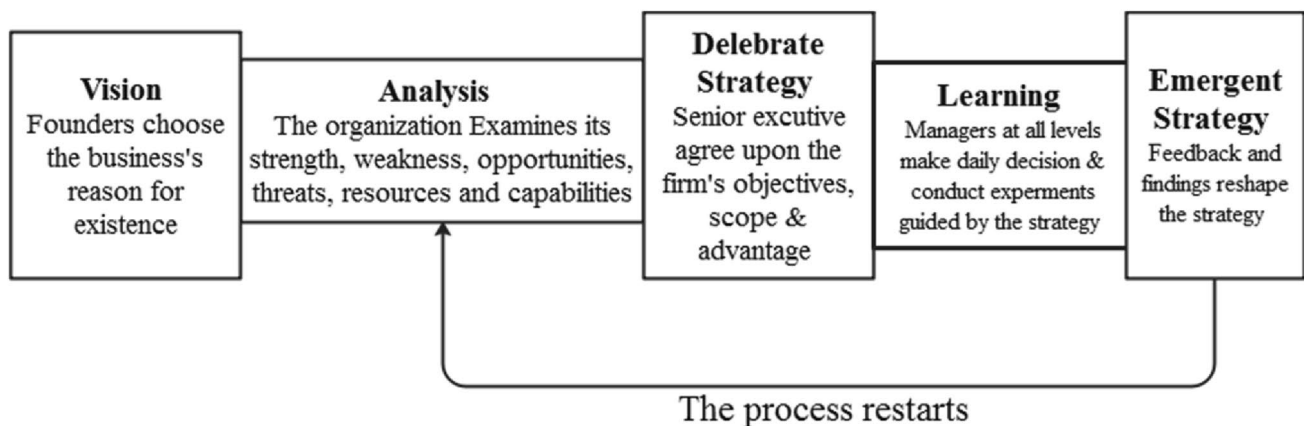 Vision
Founders choose
the business's
reason for
existence
Analysis
The organization Examines its
strength, weakness, opportunities,
threats, resources and capabilities
Delebrate
Strategy
Senior excutive
agree upon the
firm's objectives,
scope &
advantage
Learning
Managers at all levels
make daily decision &
conduct experments
guided by the strategy
Emergent
Strategy
Feedback and
findings reshape
the strategy
The process restarts